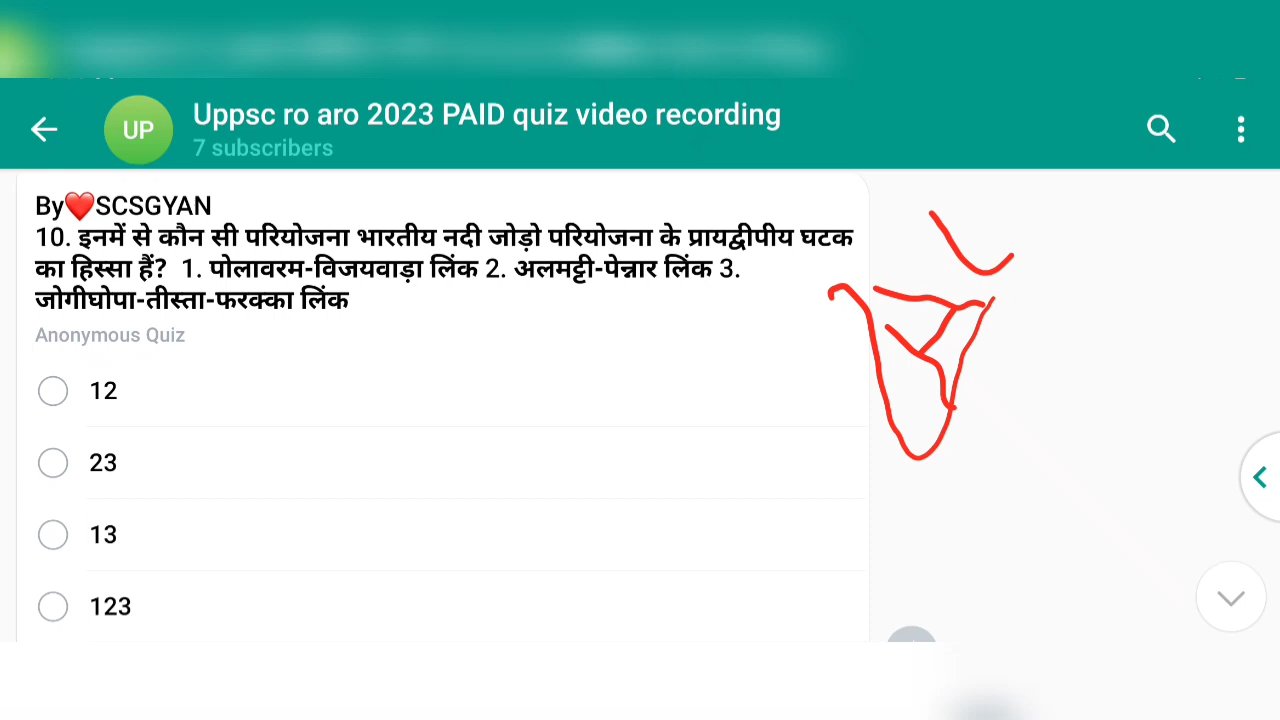 UP
Uppsc ro aro 2023 PAID quiz video recording
7 subscribers
By❤️SCSGYAN
10. इनमें से कौन सी परियोजना भारतीय नदी जोड़ो परियोजना के प्रायद्वीपीय घटक
का हिस्सा हैं? 1. पोलावरम-विजयवाड़ा लिंक 2. अलमट्टी-पेन्नार लिंक 3.
जोगीघोपा-तीस्ता-फरक्का लिंक
Anonymous Quiz
12
23
13
123